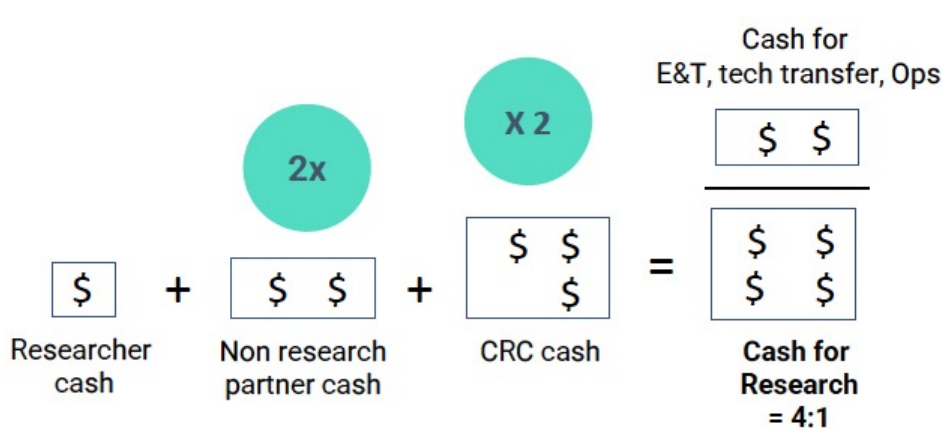 Cash for
E&T, tech transfer, Ops
$ $
2x
X 2
$
+
$ $
+
$ $
$
=
$ $
$ $
Researcher
cash
Non research
partner cash
CRC cash
Cash for
Research
= 4:1